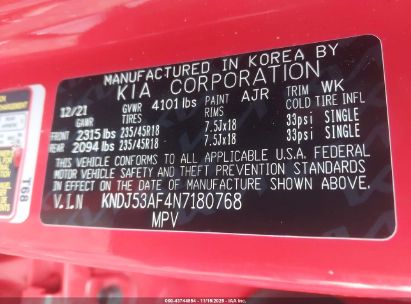 MANUFACTURED IN KOREA BY
KIA CORPORATION
12/21 GVWR 4101 lbs PAINT AJR TRIM WK
GAWR TIRES RIMS COLD TIRE INFL
FRONT 2315 lbs 235/45R18 7.5Jx18 33psi SINGLE
REAR 2094 lbs 235/45R18 7.5Jx18 33psi SINGLE
THIS VEHICLE CONFORMS TO ALL APPLICABLE U.S.A. FEDERAL
MOTOR VEHICLE SAFETY AND THEFT PREVENTION STANDARDS
IN EFFECT ON THE DATE OF MANUFACTURE SHOWN ABOVE.
V.I.N KNDJ53AF4N7180768
MPV
T68